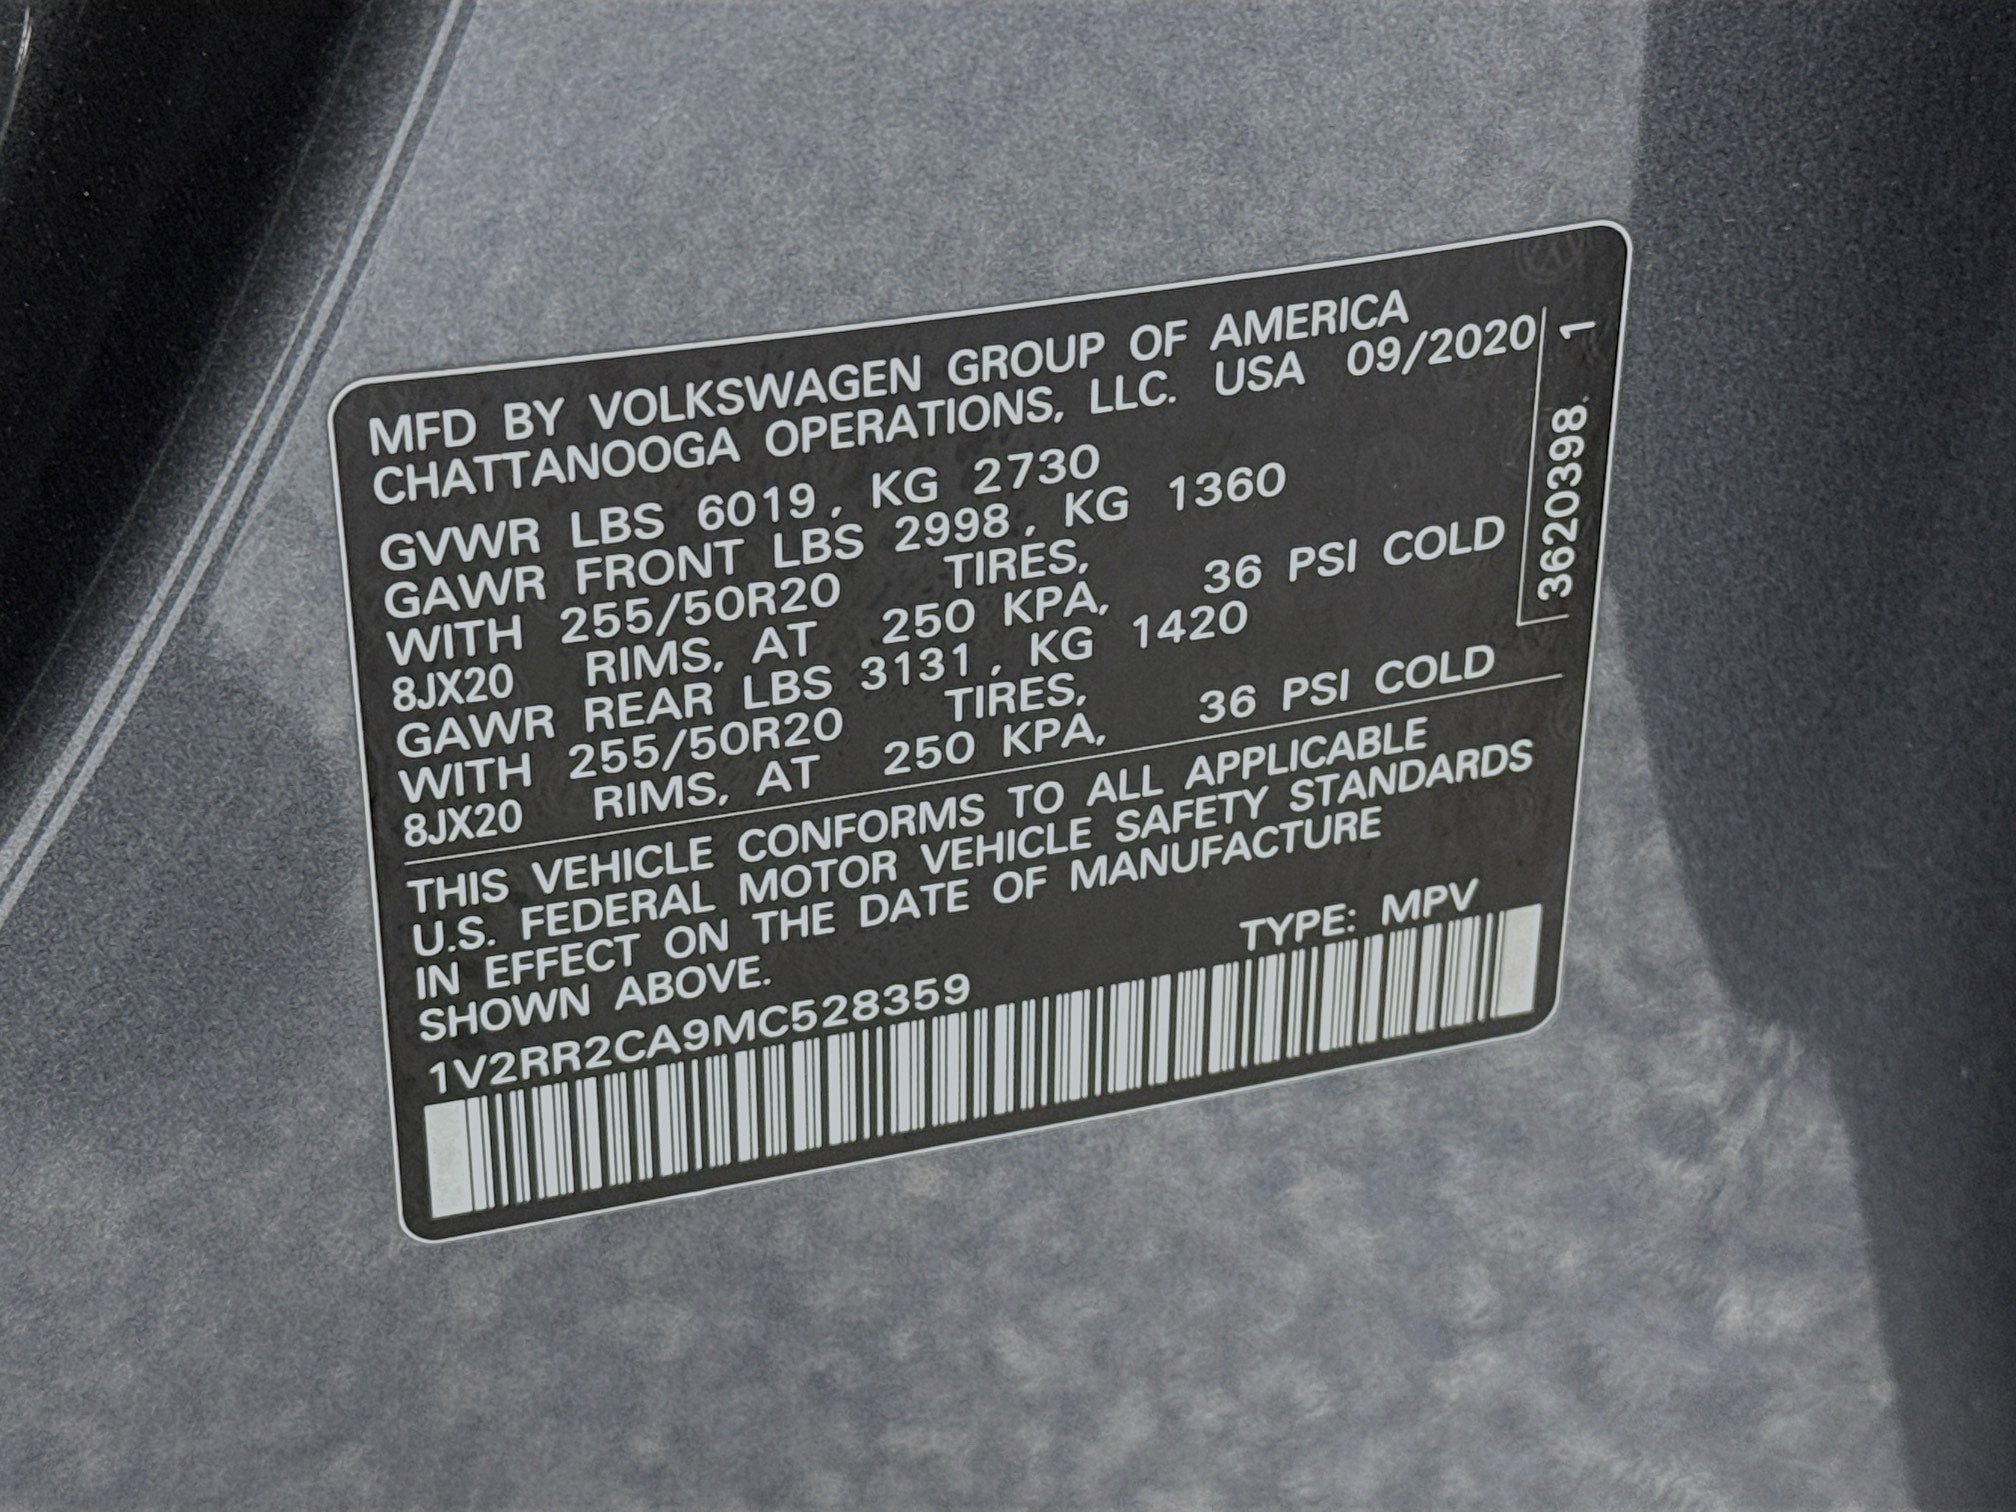 MFD BY VOLKSWAGEN GROUP OF AMERICA
CHATTANOOGA OPERATIONS, LLC. USA 09/2020
GVWR LBS 6019, KG 2730
GAWR FRONT LBS 2998, KG 1360
WITH 255/50R20 TIRES,
8JX20 RIMS, AT 250 KPA, 36 PSI COLD
GAWR REAR LBS 3131, KG 1420
WITH 255/50R20 TIRES,
8JX20 RIMS, AT 250 KPA, 36 PSI COLD
THIS VEHICLE CONFORMS TO ALL APPLICABLE
U.S. FEDERAL MOTOR VEHICLE SAFETY STANDARDS
IN EFFECT ON THE DATE OF MANUFACTURE
SHOWN ABOVE.
1V2RR2CA9MC528359 TYPE: MPV
3620398. 1